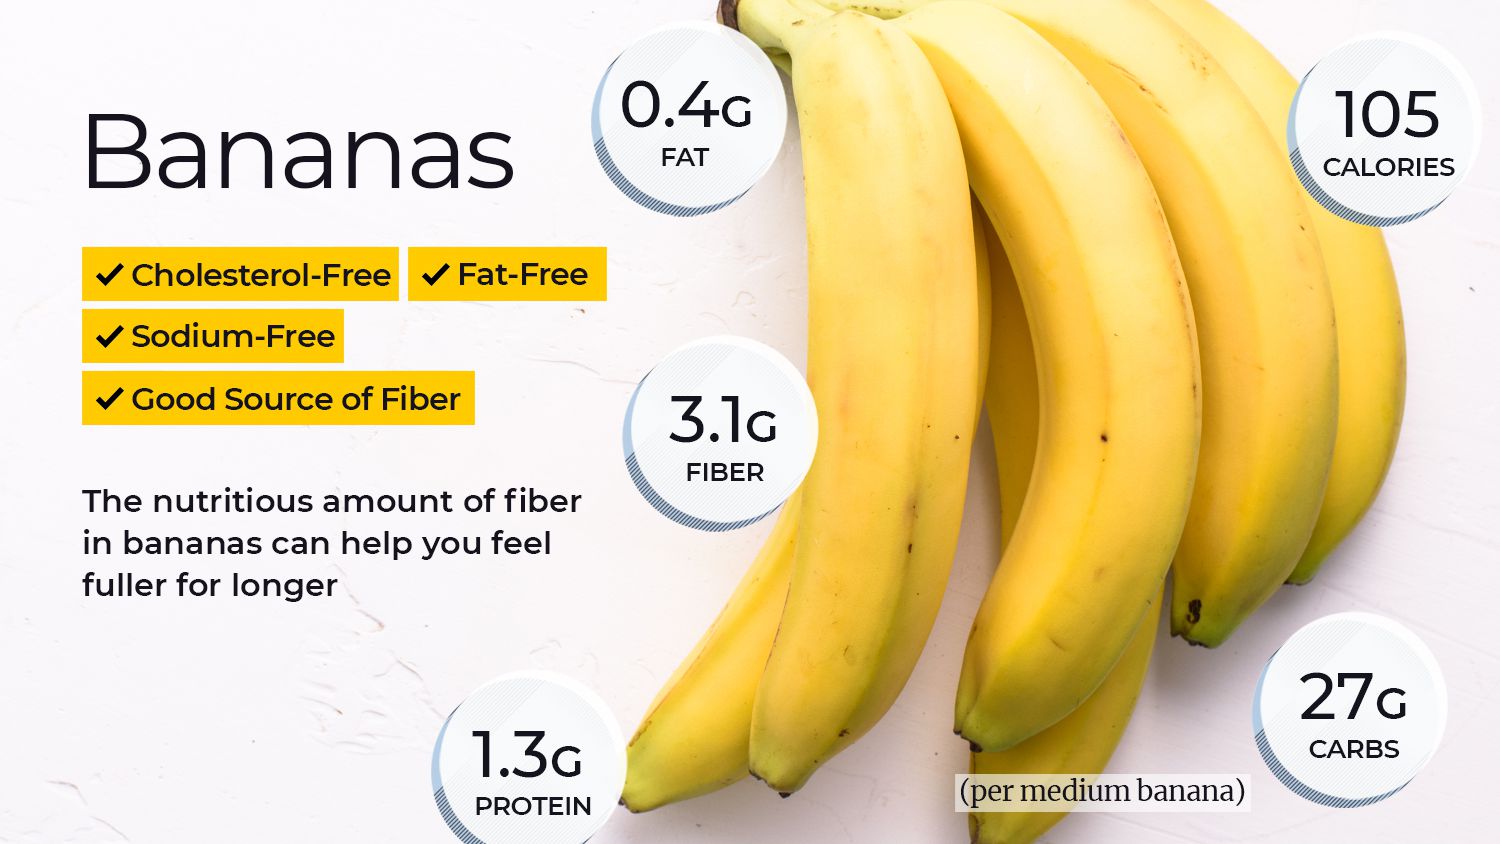 Bananas
Cholesterol-Free
Fat-Free
Sodium-Free
Good Source of Fiber
The nutritious amount of fiber
in bananas can help you feel
fuller for longer
0.4G
FAT
105
CALORIES
3.1G
FIBER
1.3G
PROTEIN
27G
CARBS
(per medium banana)